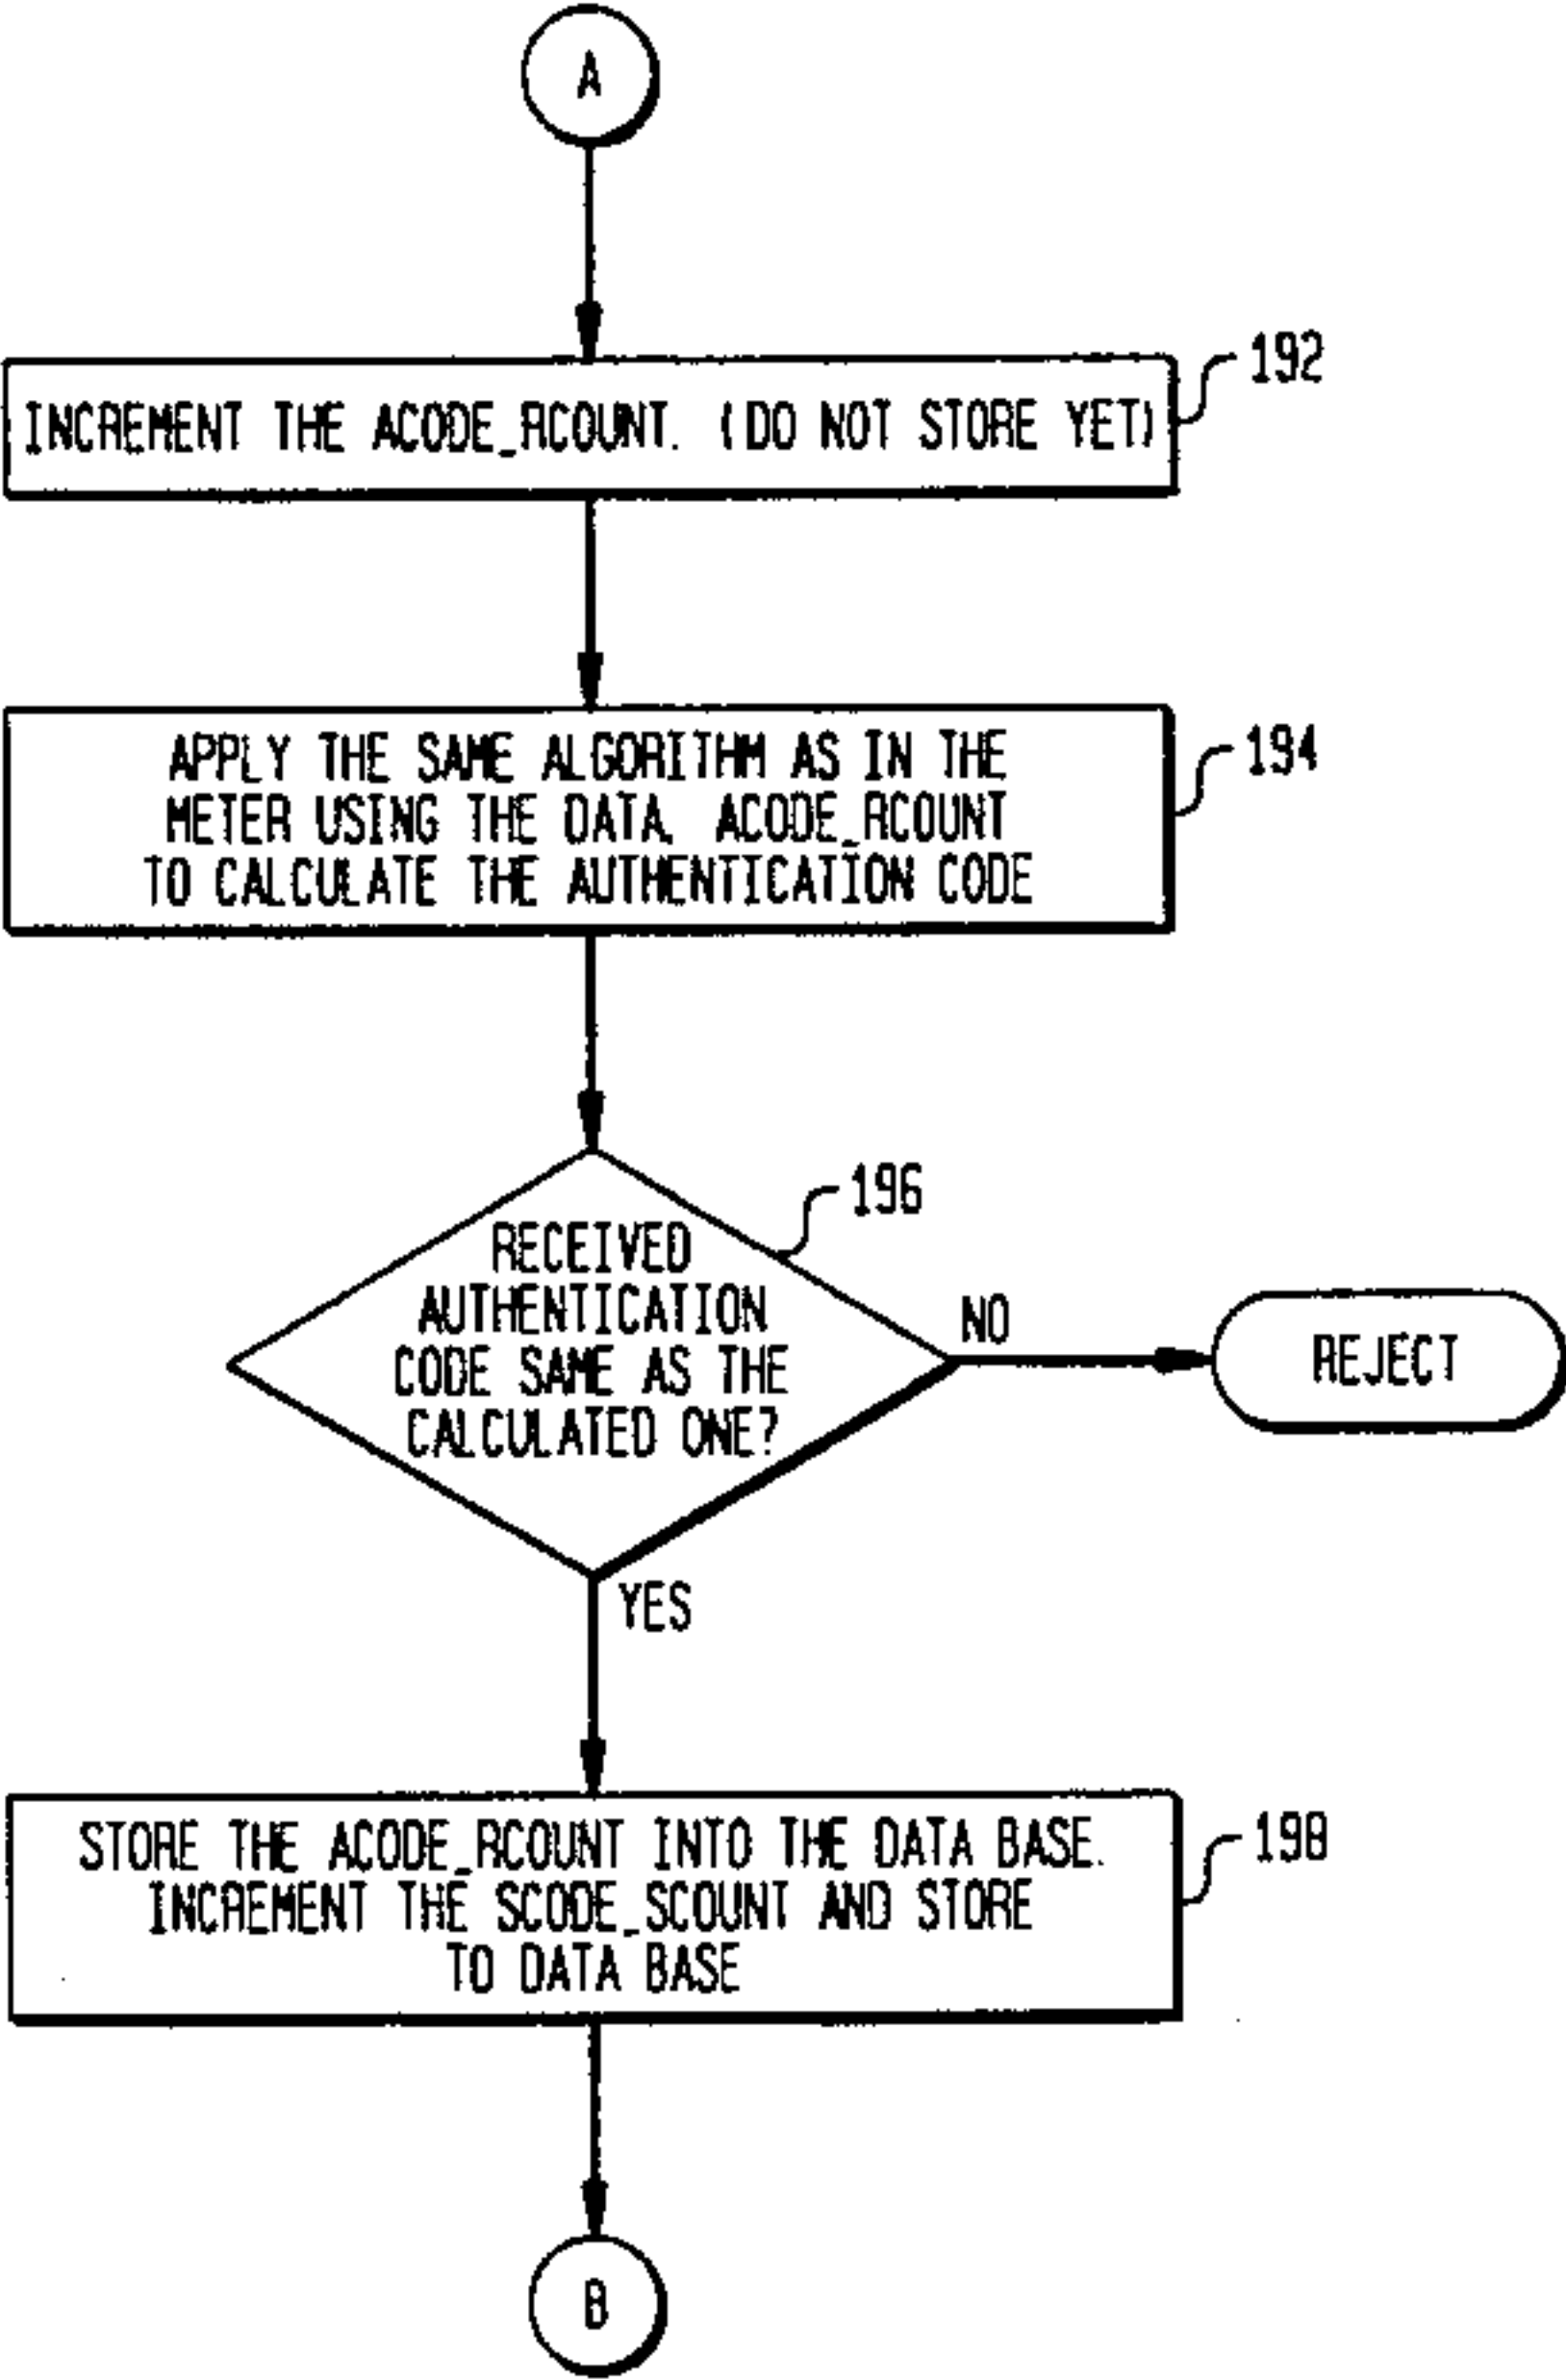 A
192
INCREMENT THE ACODE_RCOUNT. (DO NOT STORE YET)
194
APPLY THE SAME ALGORITHM AS IN THE
METER USING THE DATA, ACODE_RCOUNT
TO CALCULATE THE AUTHENTICATION CODE
196
RECEIVED
AUTHENTICATION
CODE SAME AS THE
CALCULATED ONE?
NO
REJECT
YES
198
STORE THE ACODE_RCOUNT INTO THE DATA BASE.
INCREMENT THE SCODE_SCOUNT AND STORE
TO DATA BASE
B